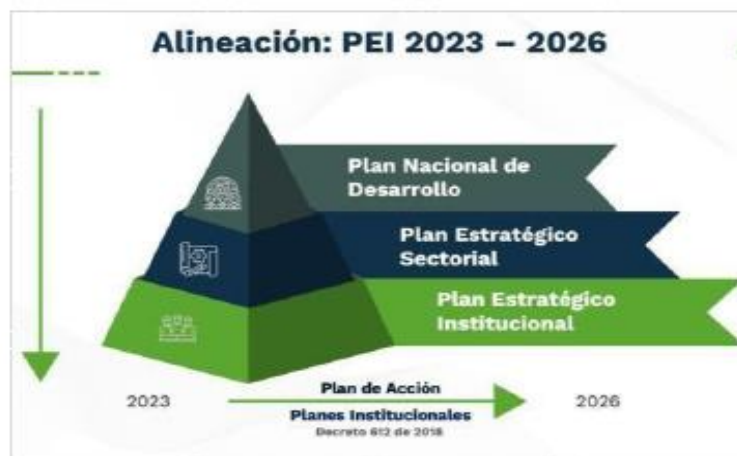 Alineación: PEI 2023 – 2026
Plan Nacional de
Desarrollo
Plan Estratégico
Sectorial
Plan Estratégico
Institucional
2023
Plan de Acción
2026
Planes Institucionales
Decreto 612 de 2018